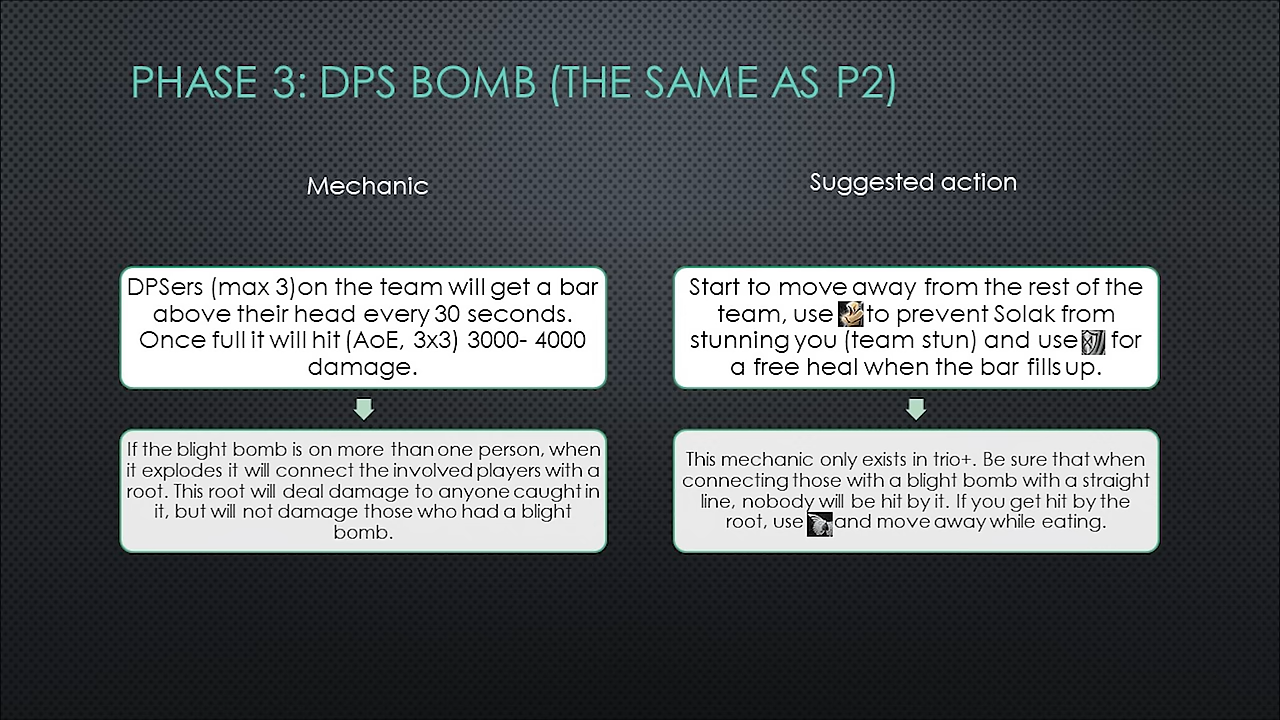 PHASE 3: DPS BOMB (THE SAME AS P2)
Mechanic
Suggested action
DPSers (max 3)on the team will get a bar
above their head every 30 seconds.
Once full it will hit (AoE, 3x3) 3000- 4000
damage.
Start to move away from the rest of the
team, use to prevent Solak from
stunning you (team stun) and use for
a free heal when the bar fills up.
If the blight bomb is on more than one person, when
it explodes it will connect the involved players with a
root. This root will deal damage to anyone caught in
it, but will not damage those who had a blight
bomb.
This mechanic only exists in trio+. Be sure that when
connecting those with a blight bomb with a straight
line, nobody will be hit by it. If you get hit by the
root, use and move away while eating.